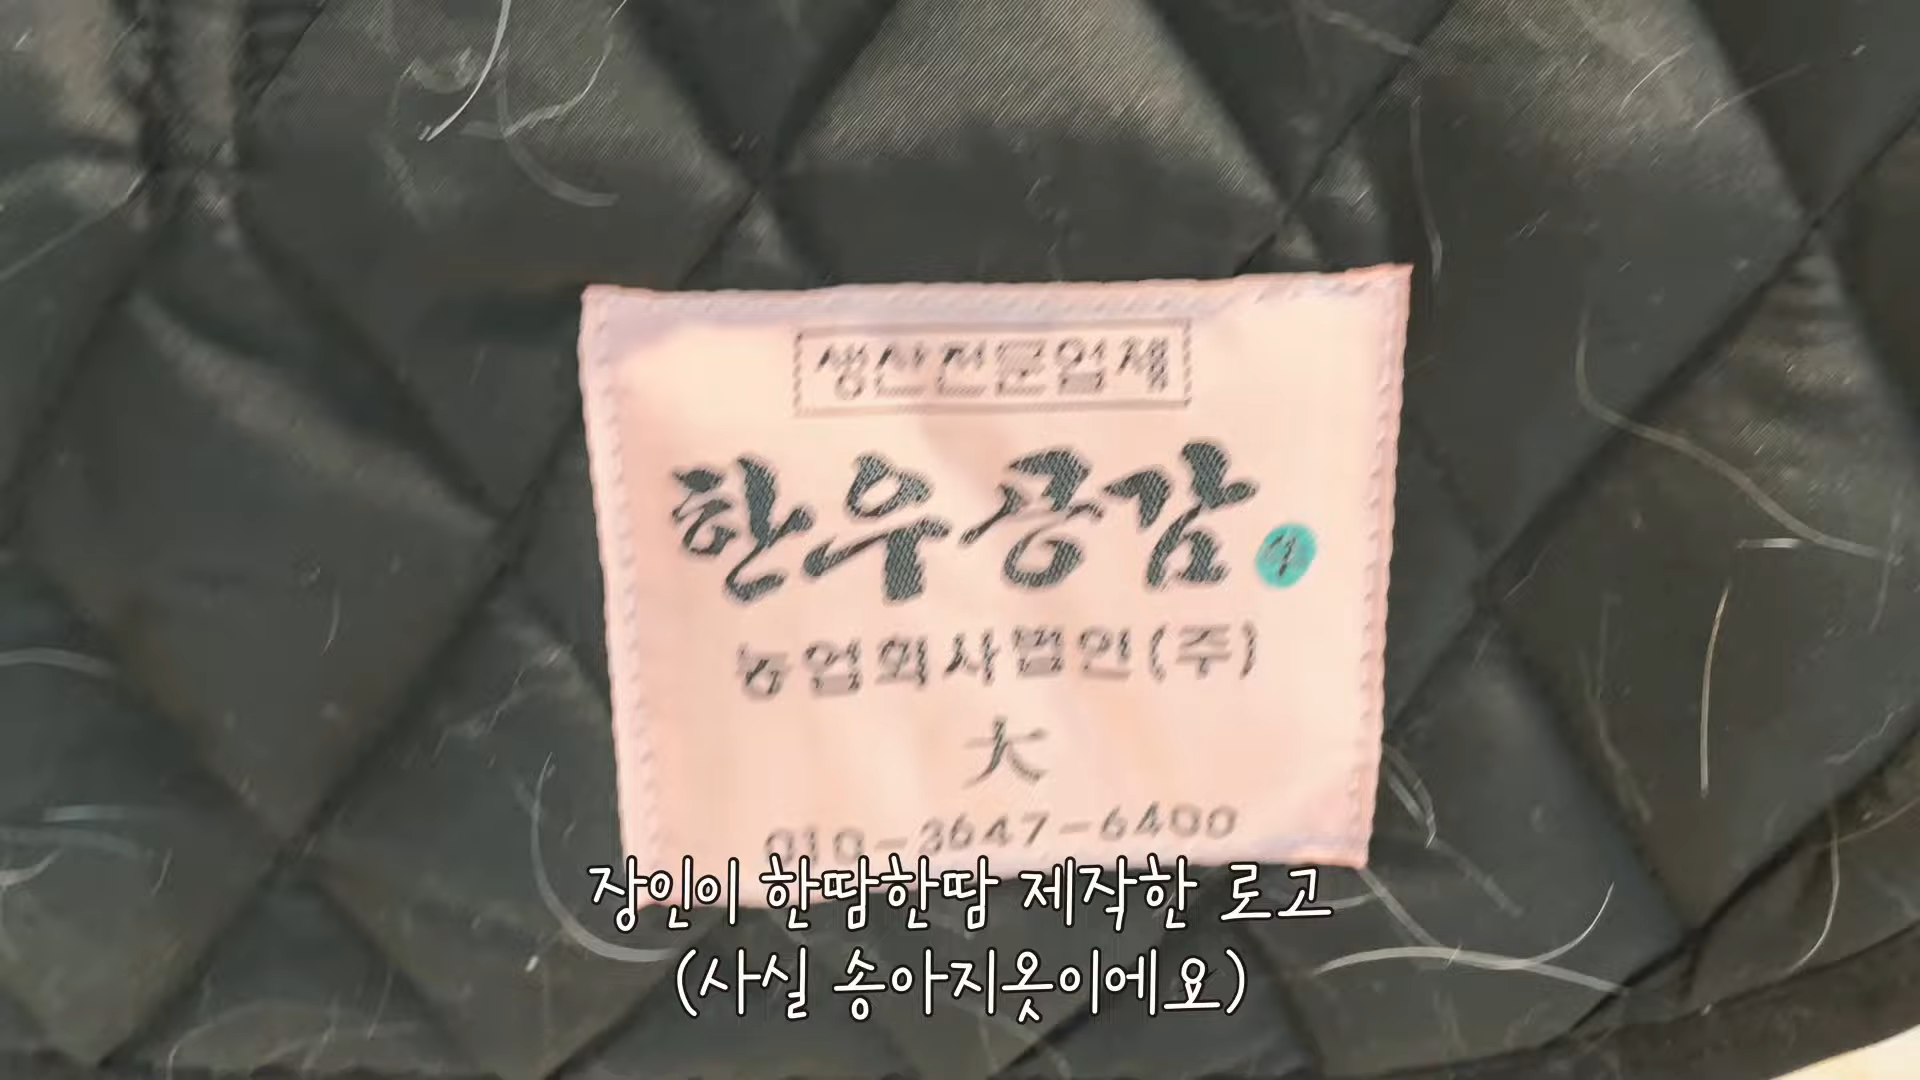 생산전문업체
한우공감
농업회사법인(주)
大
010-3647-6400
장인이 한땀한땀 제작한 로고
(사실 송아지옷이에요)